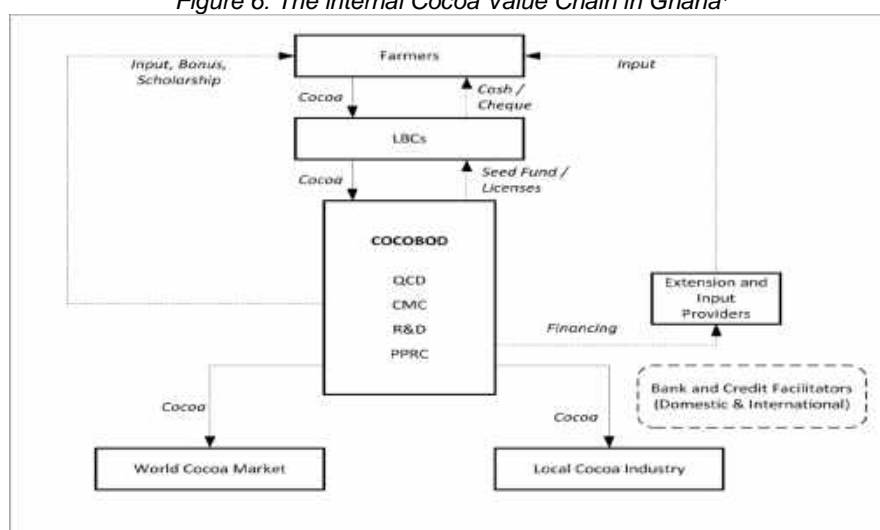 Figure 6. The Internal Cocoa Value Chain in Ghana
Input, Bonus,
Scholarship
Farmers
Input
Cocoa
Cash /
Cheque
LBCs
Cocoa
Seed Fund /
Licenses
COCOBOD
QCD
CMC
R&D
PPRC
Extension and
Input
Providers
Financing
Bank and Credit Facilitators
(Domestic & International)
Cocoa
Cocoa
World Cocoa Market
Local Cocoa Industry